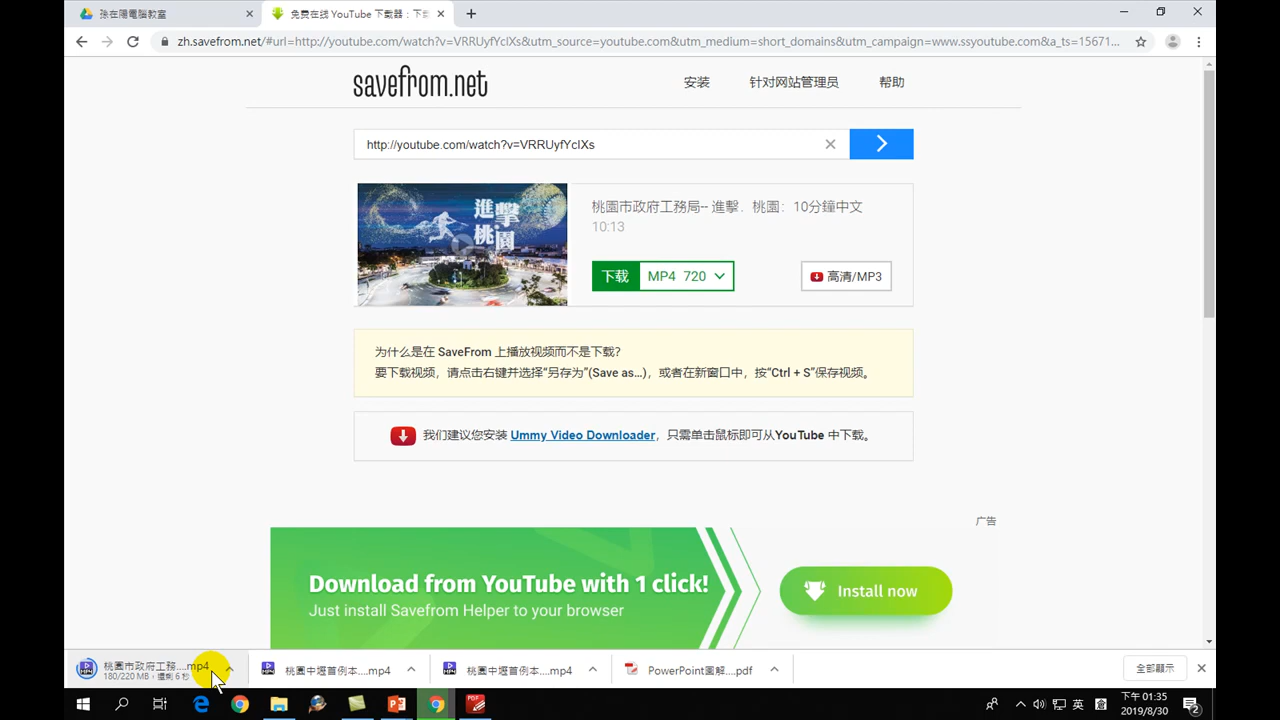 孫在陽電腦教室
免費在线 YouTube 下載器：下
zh.savefrom.net/#url=http://youtube.com/watch?v=VRRUyfYclXs&utm_source=youtube.com&utm_medium=short_domains&utm_campaign=www.ssyoutube.com&a_ts=15671...
savefrom.net
安装
针对网站管理员
帮助
http://youtube.com/watch?v=VRRUyfYclXs
進擊
桃園
桃園市政府工務局-- 進擊．桃園：10分鐘中文
10:13
下载
MP4 720
高清/MP3
为什么是在 SaveFrom 上播放视频而不是下载?
要下载视频，请点击右键并选择“另存为”(Save as...)，或者在新窗口中，按“Ctrl + S”保存视频。
我们建议您安装 Ummy Video Downloader，只需单击鼠标即可从YouTube 中下载。
广告
Download from YouTube with 1 click!
Just install Savefrom Helper to your browser
Install now
桃園市政府工務....mp4
180/220 MB，還剩 6 秒
桃園中壢首例本....mp4
桃園中壢首例本....mp4
PowerPoint圖解....pdf
全部顯示
英
下午 01:35
2019/8/30
2